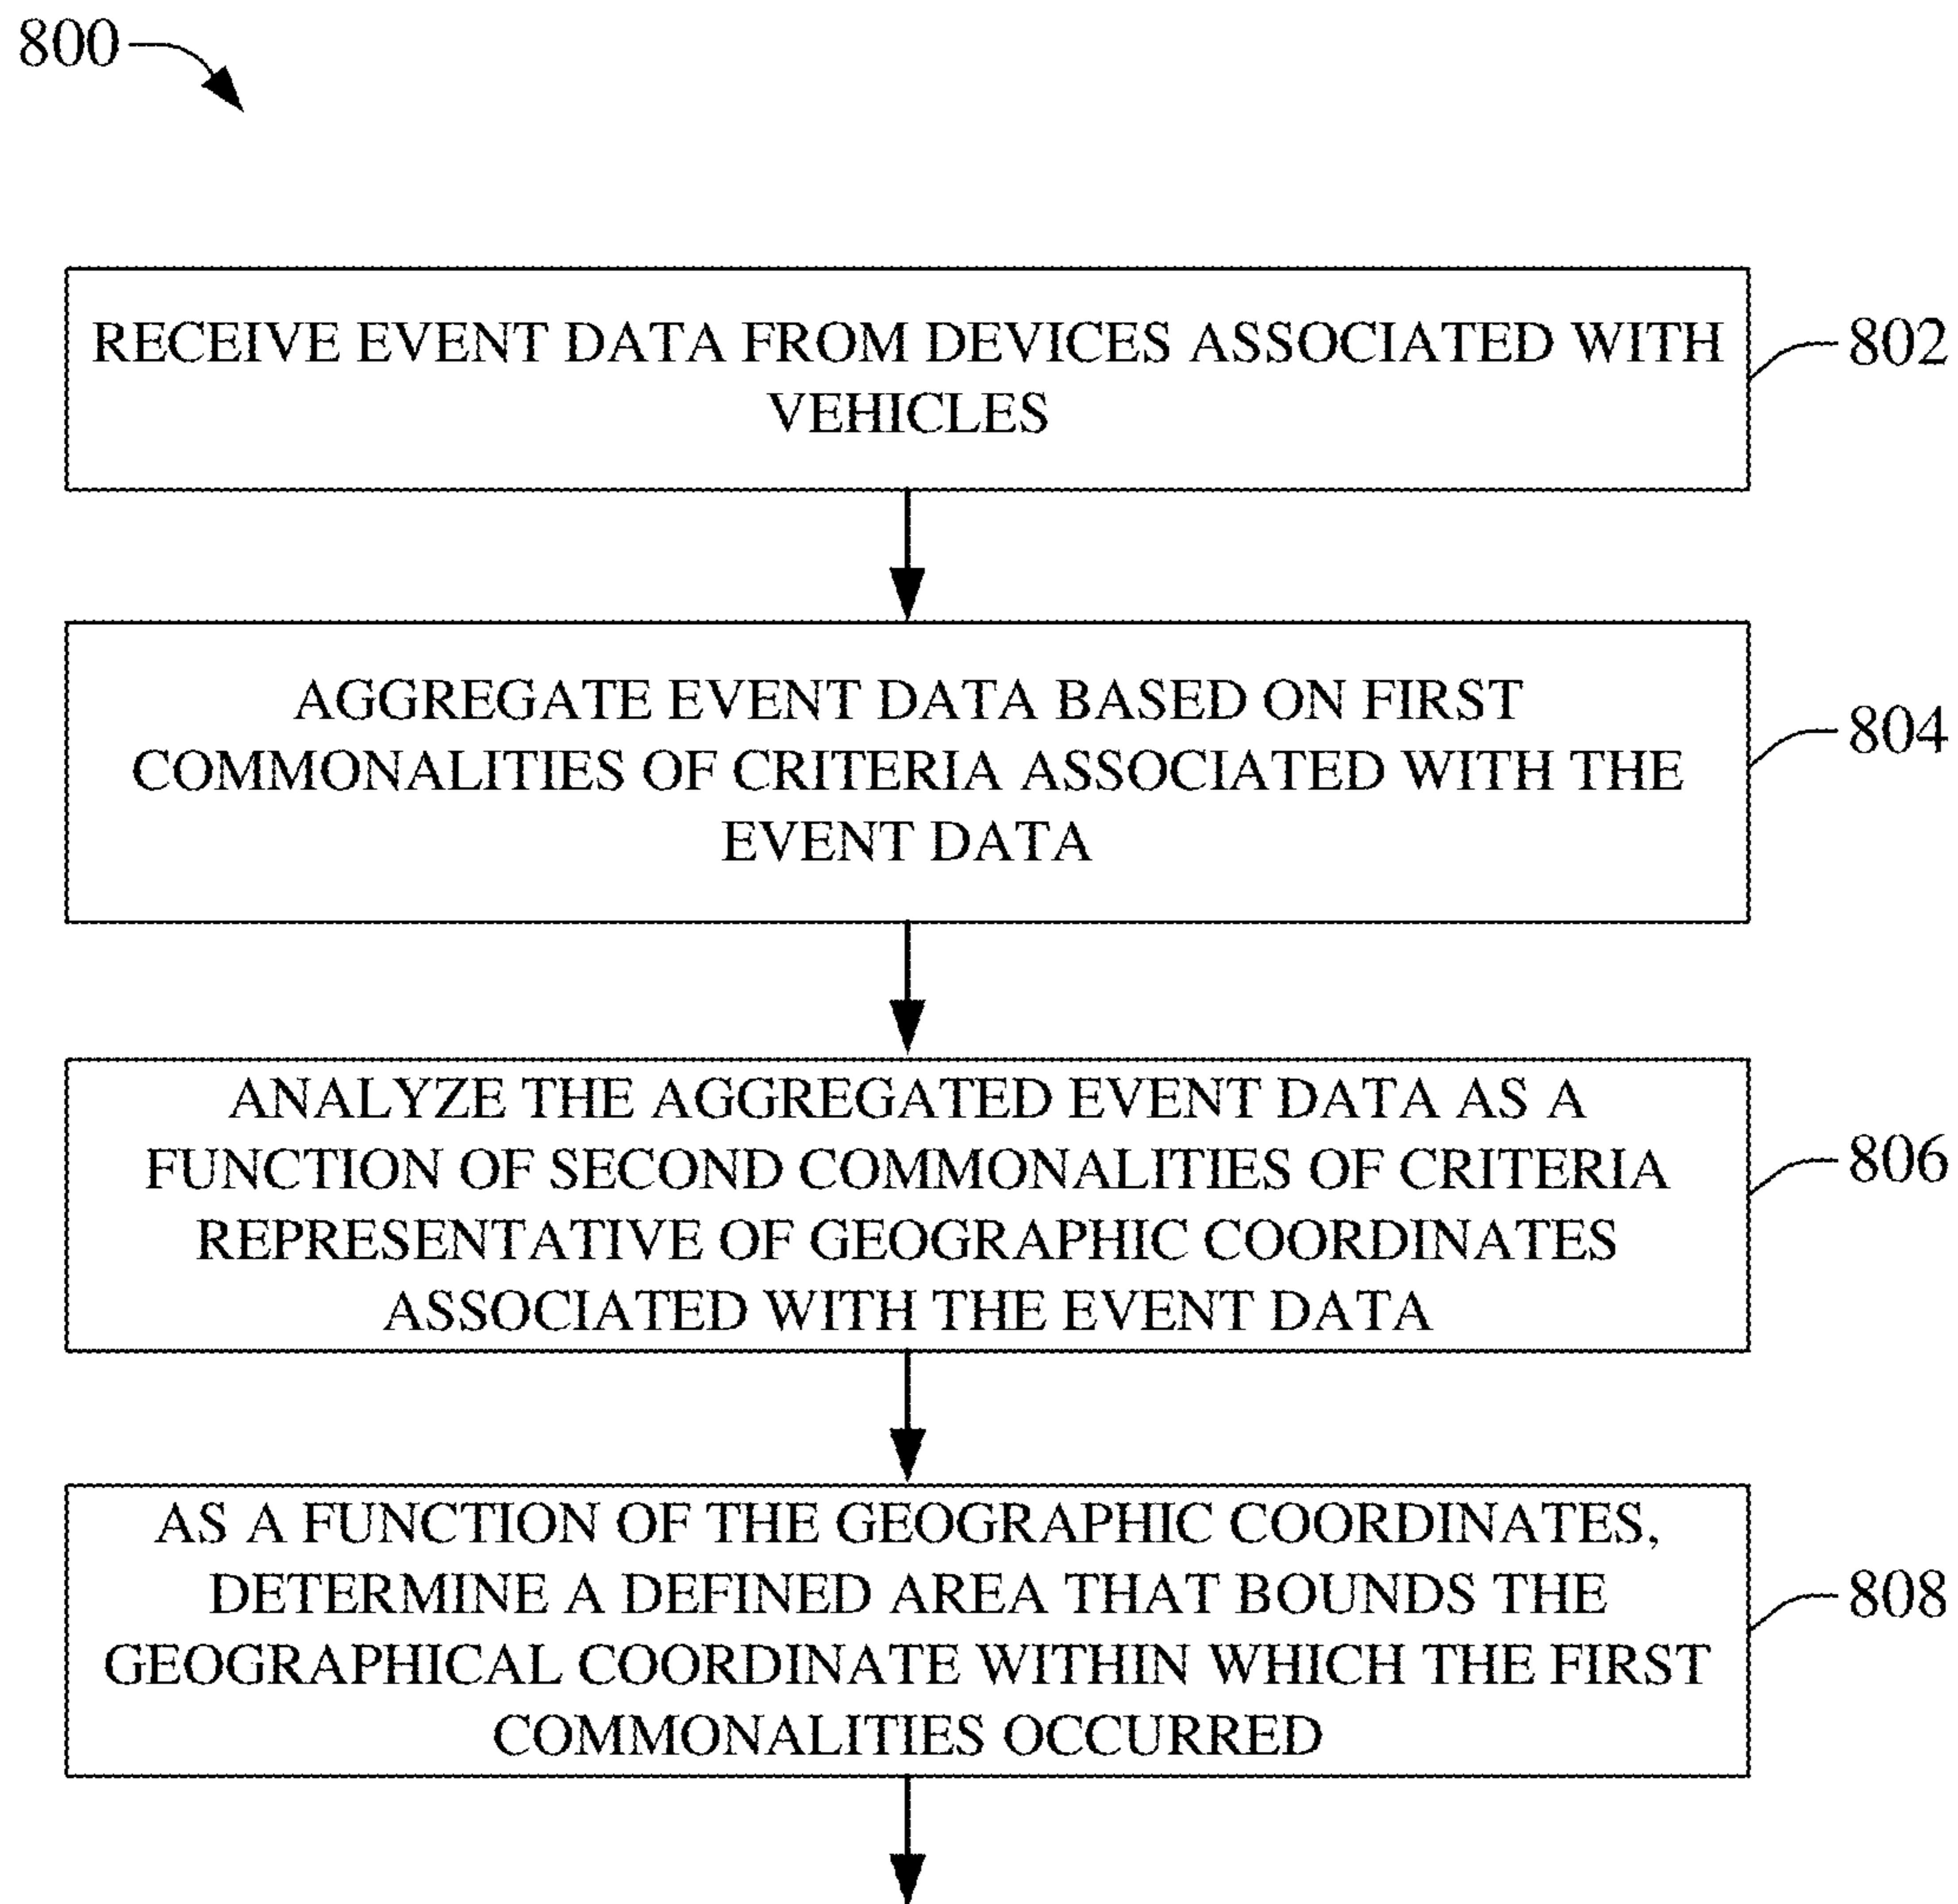 800
RECEIVE EVENT DATA FROM DEVICES ASSOCIATED WITH
VEHICLES
802
AGGREGATE EVENT DATA BASED ON FIRST
COMMONALITIES OF CRITERIA ASSOCIATED WITH THE
EVENT DATA
804
ANALYZE THE AGGREGATED EVENT DATA AS A
FUNCTION OF SECOND COMMONALITIES OF CRITERIA
REPRESENTATIVE OF GEOGRAPHIC COORDINATES
ASSOCIATED WITH THE EVENT DATA
806
AS A FUNCTION OF THE GEOGRAPHIC COORDINATES,
DETERMINE A DEFINED AREA THAT BOUNDS THE
GEOGRAPHICAL COORDINATE WITHIN WHICH THE FIRST
COMMONALITIES OCCURRED
808